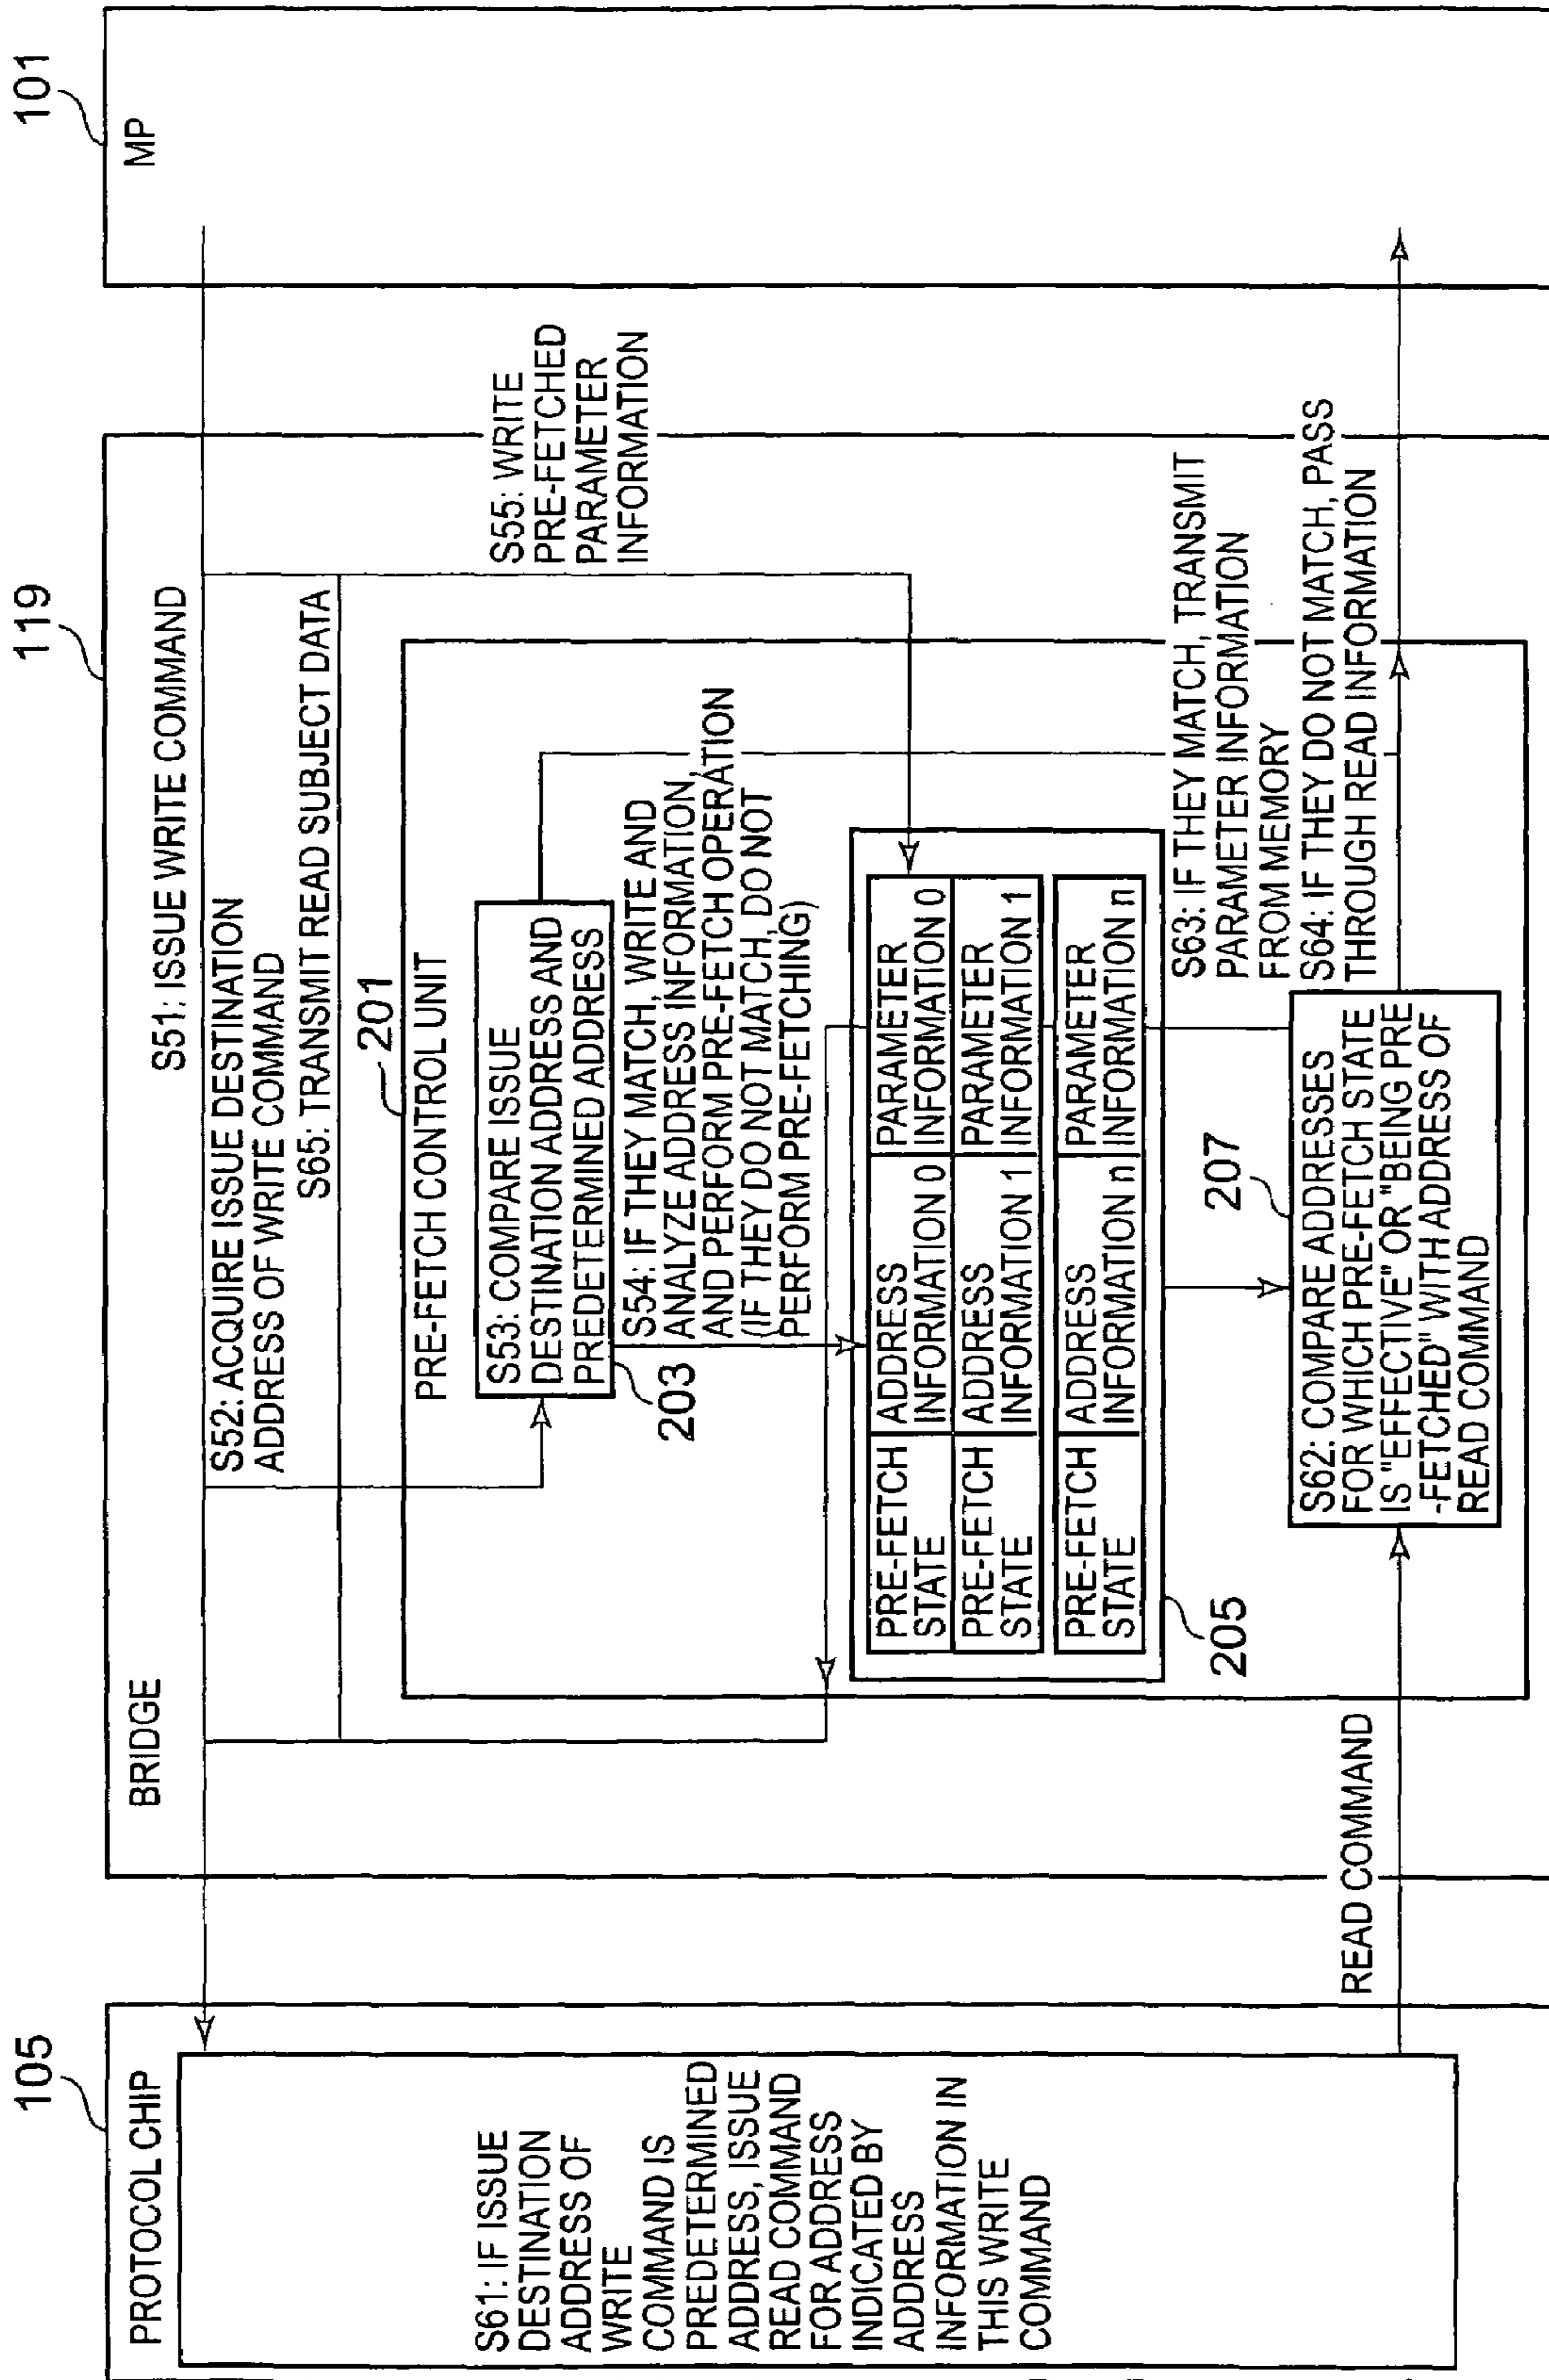 105
PROTOCOL CHIP
S61: IF ISSUE
DESTINATION
ADDRESS OF
WRITE
COMMAND IS
PREDETERMINED
ADDRESS, ISSUE
READ COMMAND
FOR ADDRESS
INDICATED BY
ADDRESS
INFORMATION IN
THIS WRITE
COMMAND
READ COMMAND
119
BRIDGE
S51: ISSUE WRITE COMMAND
S52: ACQUIRE ISSUE DESTINATION
ADDRESS OF WRITE COMMAND
S65: TRANSMIT READ SUBJECT DATA
201
PRE-FETCH CONTROL UNIT
S53: COMPARE ISSUE
DESTINATION ADDRESS AND
PREDETERMINED ADDRESS
203
S54: IF THEY MATCH, WRITE AND
ANALYZE ADDRESS INFORMATION,
AND PERFORM PRE-FETCH OPERATION
(IF THEY DO NOT MATCH, DO NOT
PERFORM PRE-FETCHING)
S55: WRITE
PRE-FETCHED
PARAMETER
INFORMATION
PRE-FETCH ADDRESS PARAMETER
STATE INFORMATION 0 INFORMATION 0
PRE-FETCH ADDRESS PARAMETER
STATE INFORMATION 1 INFORMATION 1
PRE-FETCH ADDRESS PARAMETER
STATE INFORMATION n INFORMATION n
205
207
S62: COMPARE ADDRESSES
FOR WHICH PRE-FETCH STATE
IS "EFFECTIVE" OR "BEING PRE
-FETCHED" WITH ADDRESS OF
READ COMMAND
S63: IF THEY MATCH, TRANSMIT
PARAMETER INFORMATION
FROM MEMORY
S64: IF THEY DO NOT MATCH, PASS
THROUGH READ INFORMATION
101
MP